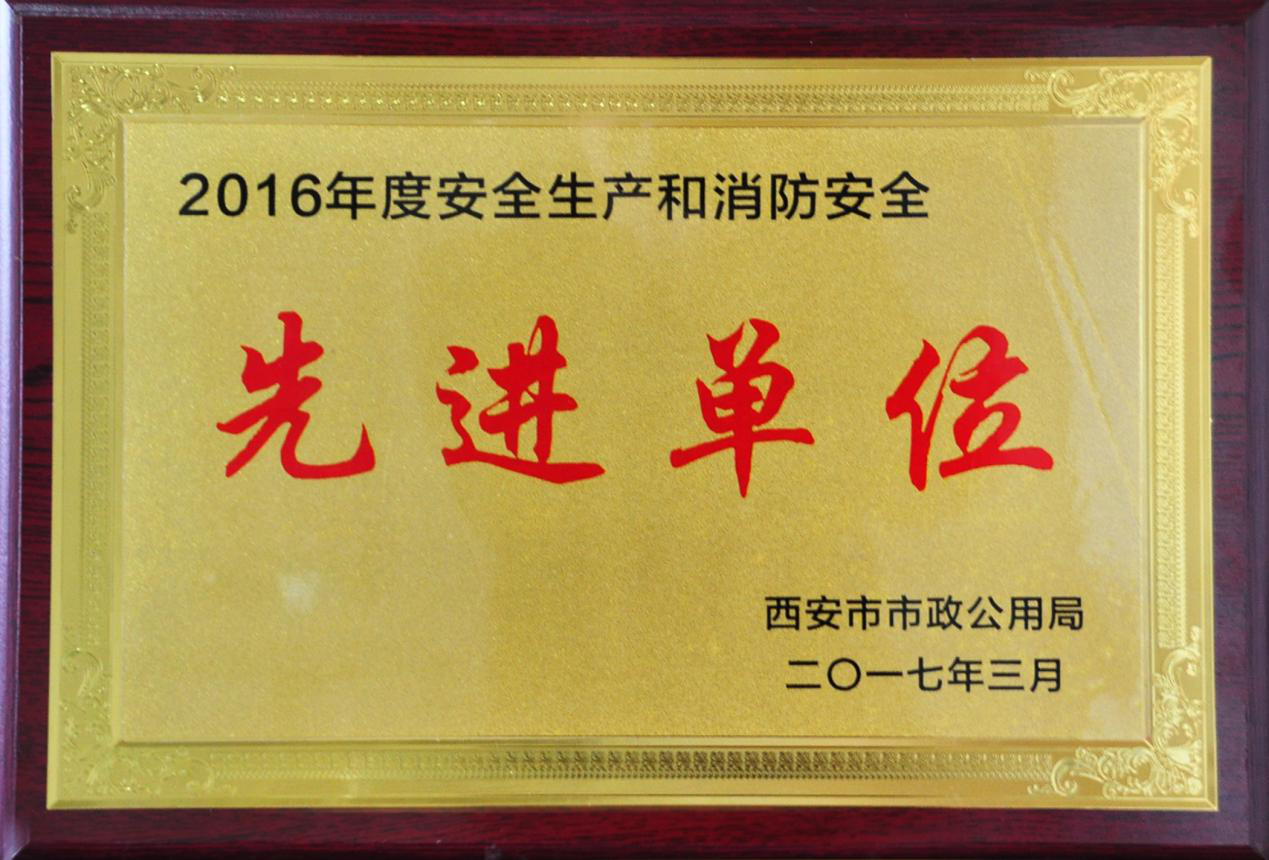 2016年度安全生产和消防安全
先进单位
西安市市政公用局
二〇一七年三月